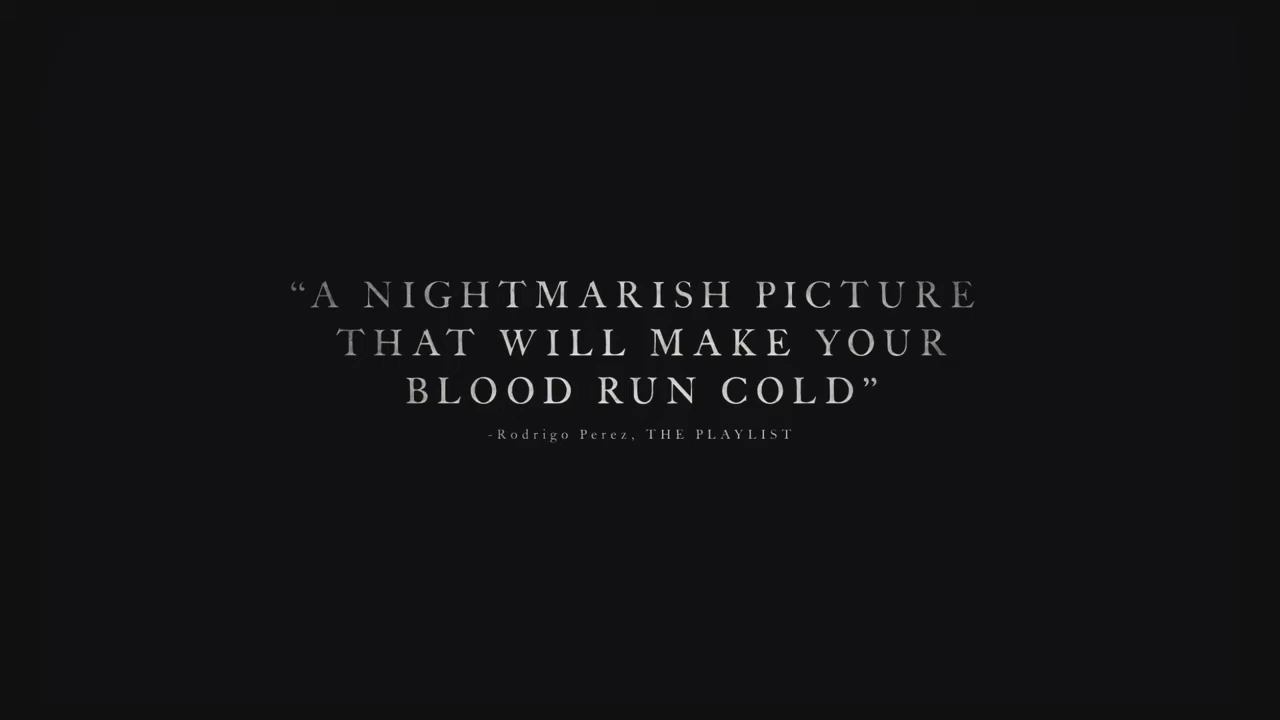 “A NIGHTMARISH PICTURE
THAT WILL MAKE YOUR
BLOOD RUN COLD”
-Rodrigo Perez, THE PLAYLIST